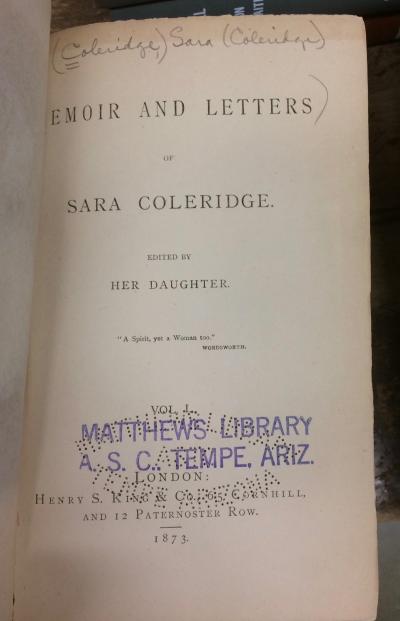 (Coleridge,) Sara (Coleridge)
EMOIR AND LETTERS)
OF
SARA COLERIDGE.
EDITED BY
HER DAUGHTER.
"A Spirit, yet a Woman too."
WORDSWORTH.
VOL. I.
MATTHEWS LIBRARY
A. S. C., TEMPE, ARIZ.
LONDON:
HENRY S. KING & CO., 65, CORNHILL,
AND 12 PATERNOSTER ROW.
1873.